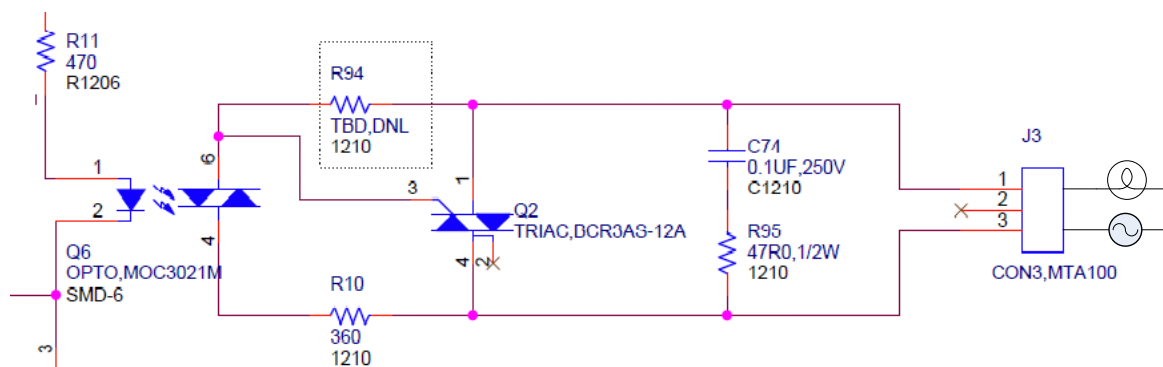 R11
470
R1206
1
2
Q6
OPTO,MOC3021M
SMD-6
3
6
4
R94
TBD,DNL
1210
R10
360
1210
3
1
Q2
TRIAC,BCR3AS-12A
4
2
C74
0.1UF,250V
C1210
R95
47R0,1/2W
1210
J3
1
2
3
CON3,MTA100